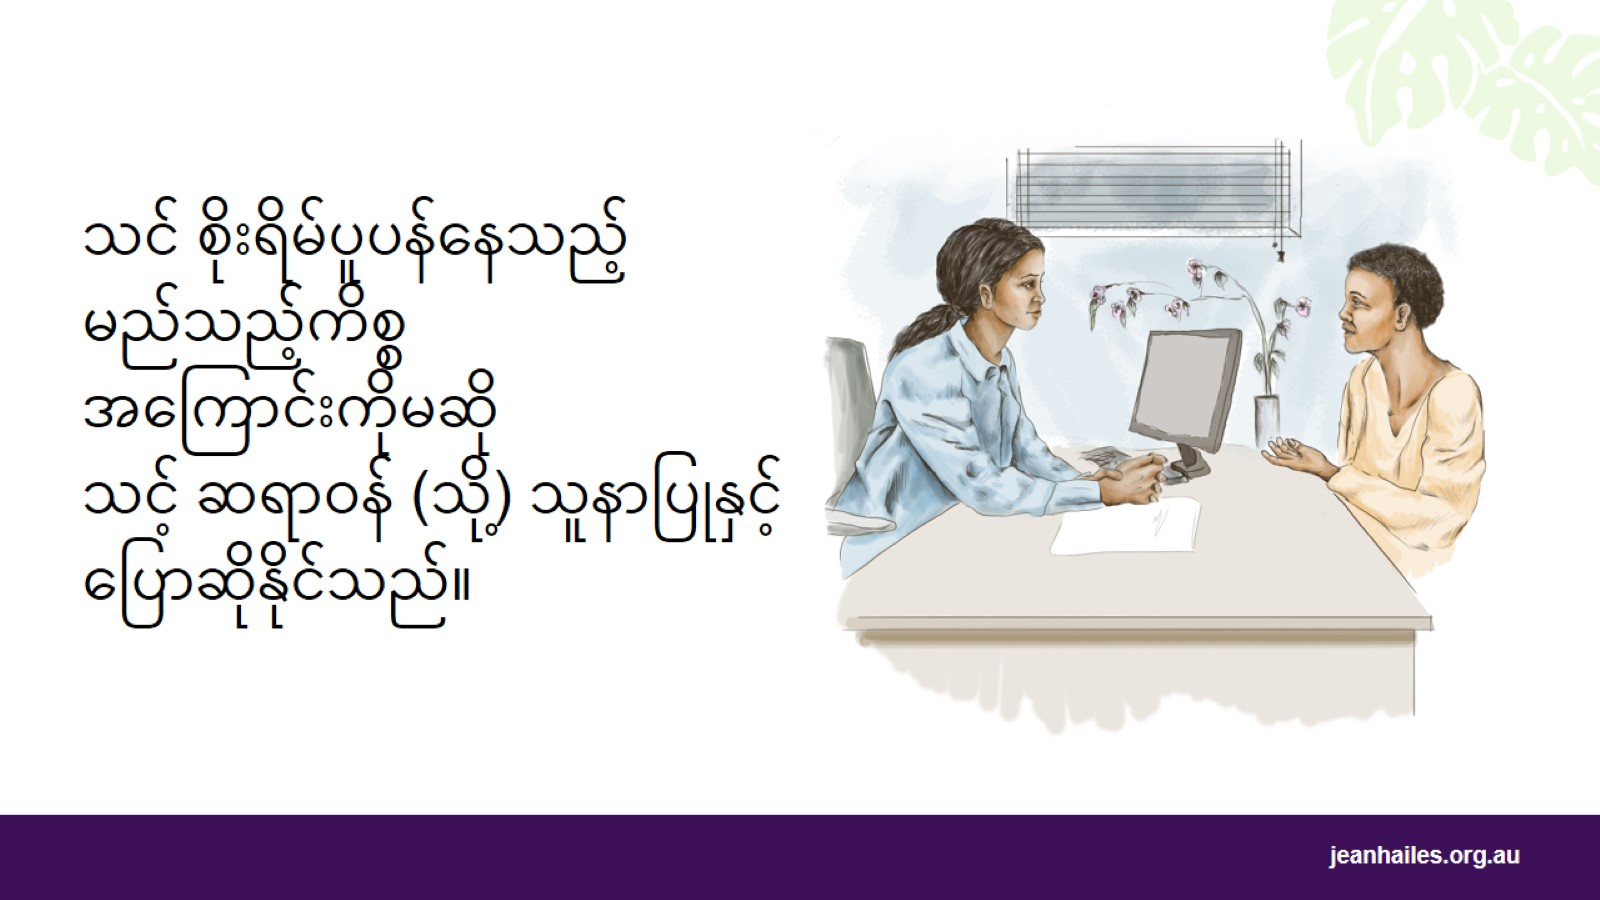 သင် စိုးရိမ်ပူပန်နေသည့်
မည်သည့်ကိစ္စ
အကြောင်းကိုမဆို
သင့် ဆရာဝန် (သို့) သူနာပြုနှင့်
ပြောဆိုနိုင်သည်။
jeanhailes.org.au